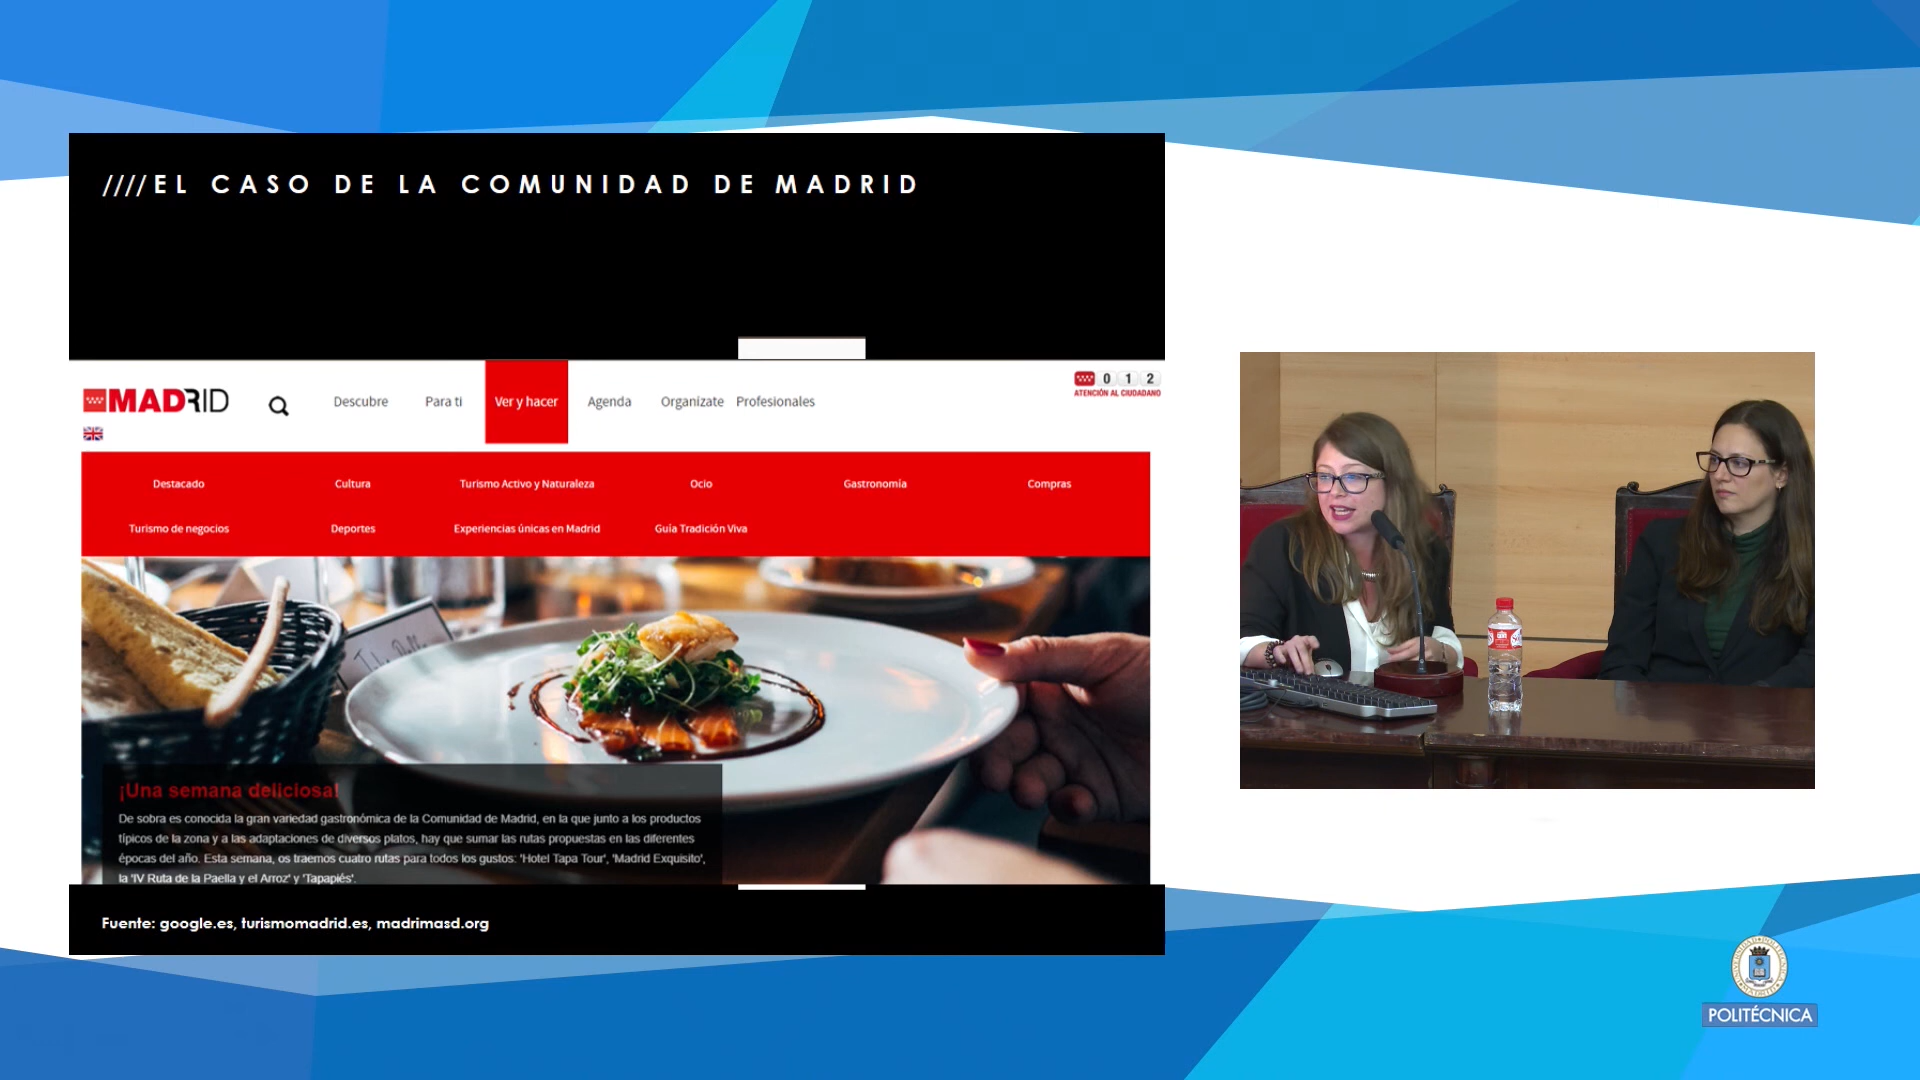 ////EL CASO DE LA COMUNIDAD DE MADRID
MADRID
Descubre
Para ti
Ver y hacer
Agenda
Organízate
Profesionales
0 1 2
ATENCIÓN AL CIUDADANO
Destacado
Cultura
Turismo Activo y Naturaleza
Ocio
Gastronomía
Compras
Turismo de negocios
Deportes
Experiencias únicas en Madrid
Guía Tradición Viva
¡Una semana deliciosa!
De sobra es conocida la gran variedad gastronómica de la Comunidad de Madrid, en la que junto a los productos
típicos de la zona y a las adaptaciones de diversos platos, hay que sumar las rutas propuestas en las diferentes
épocas del año. Esta semana, os traemos cuatro rutas para todos los gustos: 'Hotel Tapa Tour', 'Madrid Exquisito',
la 'IV Ruta de la Paella y el Arroz' y 'Tapapiés'.
Fuente: google.es, turismomadrid.es, madrimasd.org
POLITÉCNICA